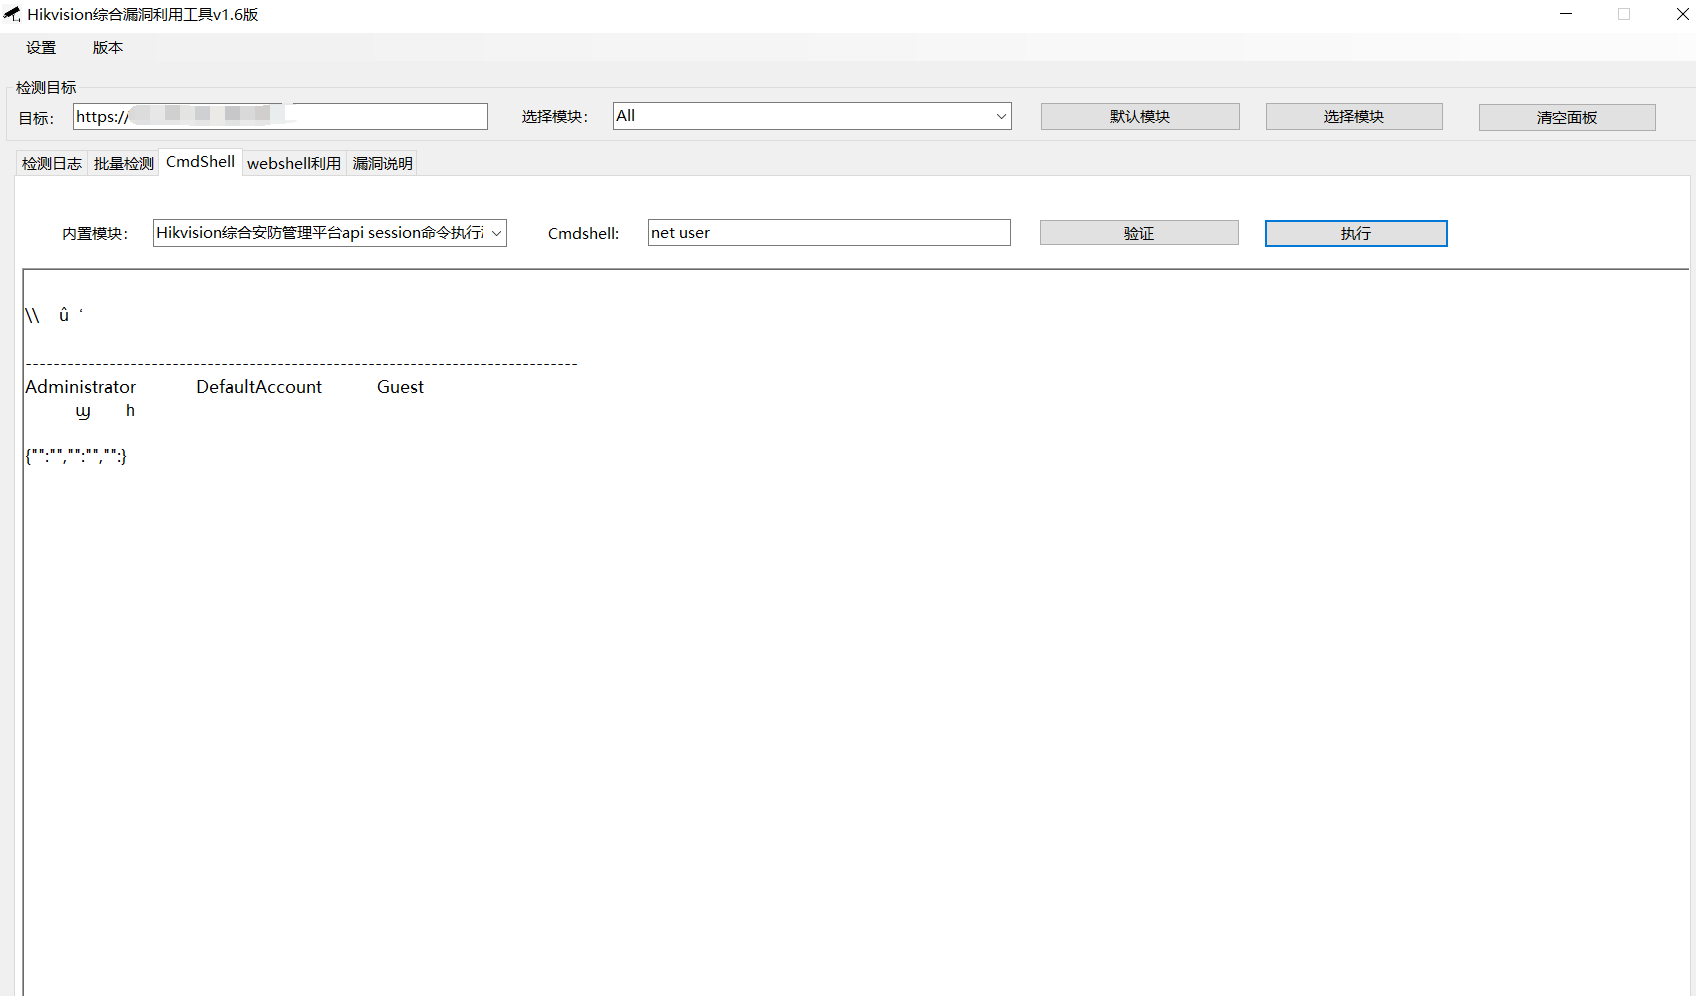 Hikvision综合漏洞利用工具v1.6版
设置 版本
检测目标
目标: https:// 选择模块: All 默认模块 选择模块 清空面板
检测日志 批量检测 CmdShell webshell利用 漏洞说明
内置模块: Hikvision综合安防管理平台api session命令执行 Cmdshell: net user 验证 执行
\\ û ‘
-------------------------------------------------------------------------------
Administrator DefaultAccount Guest
h
{"":"","":"","":}